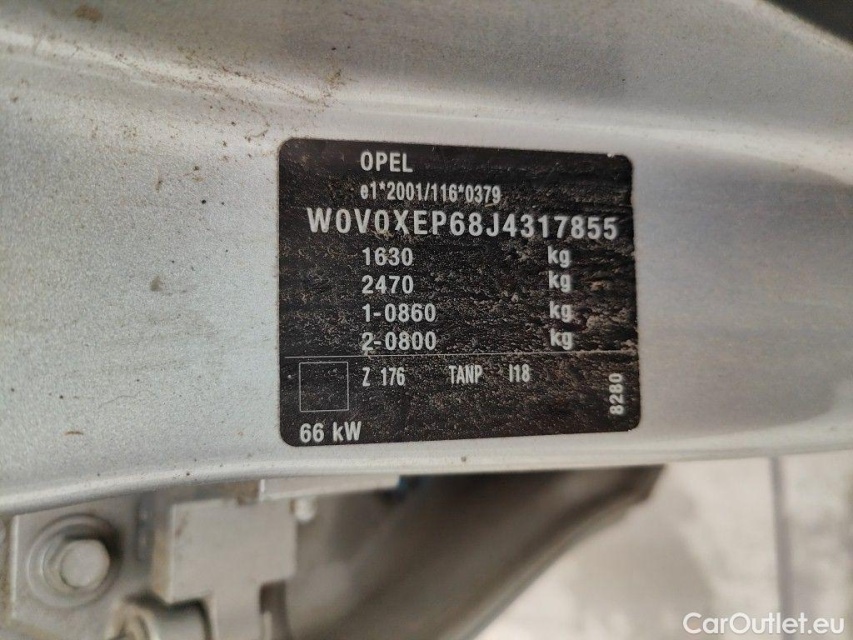 OPEL
e1*2001/116*0379
W0V0XEP68J4317855
1630 kg
2470 kg
1-0860 kg
2-0800 kg
Z 176 TANP I18
8280
66 kW
CarOutlet.eu